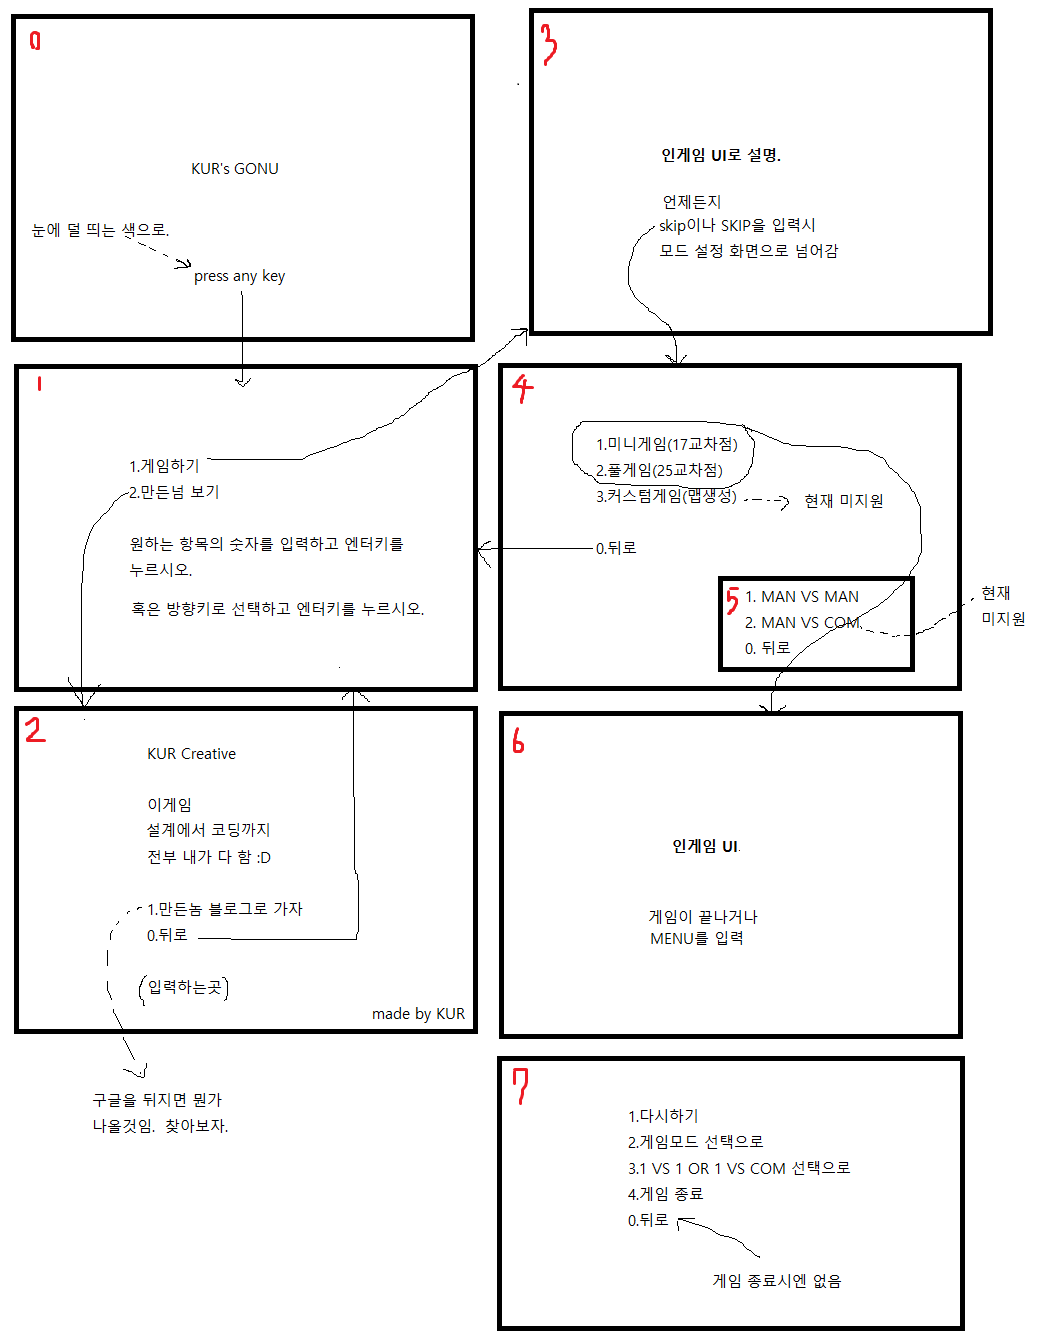 0
KUR's GONU
눈에 덜 띄는 색으로.
press any key
1
1.게임하기
2.만든넘 보기
원하는 항목의 숫자를 입력하고 엔터키를
누르시오.
혹은 방향키로 선택하고 엔터키를 누르시오.
2
KUR Creative
이게임
설계에서 코딩까지
전부 내가 다 함 :D
1.만든놈 블로그로 가자
0.뒤로
(입력하는곳)
made by KUR
구글을 뒤지면 뭔가
나올것임. 찾아보자.
3
인게임 UI로 설명.
언제든지
skip이나 SKIP을 입력시
모드 설정 화면으로 넘어감
4
1.미니게임(17교차점)
2.풀게임(25교차점)
3.커스텀게임(맵생성)
현재 미지원
0.뒤로
5
1. MAN VS MAN
2. MAN VS COM
0. 뒤로
현재
미지원
6
인게임 UI.
게임이 끝나거나
MENU를 입력
7
1.다시하기
2.게임모드 선택으로
3.1 VS 1 OR 1 VS COM 선택으로
4.게임 종료
0.뒤로
게임 종료시엔 없음